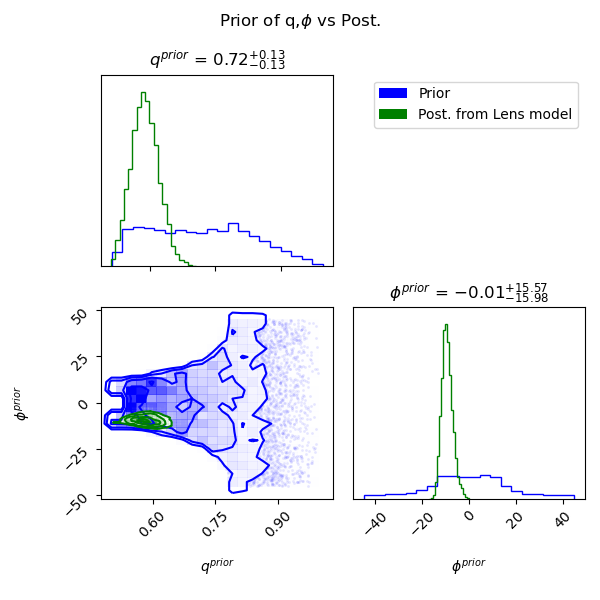 Prior of q,ϕ vs Post.
q^{prior} = 0.72^{+0.13}_{−0.13}
Prior
Post. from Lens model
ϕ^{prior} = −0.01^{+15.57}_{−15.98}
50
25
0
−25
−50
ϕ^{prior}
0.60
0.75
0.90
q^{prior}
−40
−20
0
20
40
ϕ^{prior}